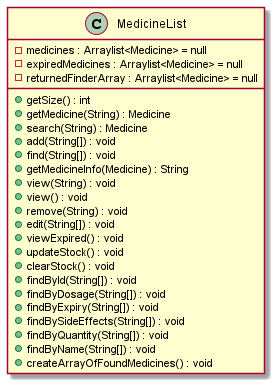 C MedicineList
medicines : Arraylist<Medicine> = null
expiredMedicines : Arraylist<Medicine> = null
returnedFinderArray : Arraylist<Medicine> = null
getSize() : int
getMedicine(String) : Medicine
search(String) : Medicine
add(String[]) : void
find(String[]) : void
getMedicineInfo(Medicine) : String
view(String) : void
view() : void
remove(String) : void
edit(String[]) : void
viewExpired() : void
updateStock() : void
clearStock() : void
findById(String[]) : void
findByDosage(String[]) : void
findByExpiry(String[]) : void
findBySideEffects(String[]) : void
findByQuantity(String[]) : void
findByName(String[]) : void
createArrayOfFoundMedicines() : void